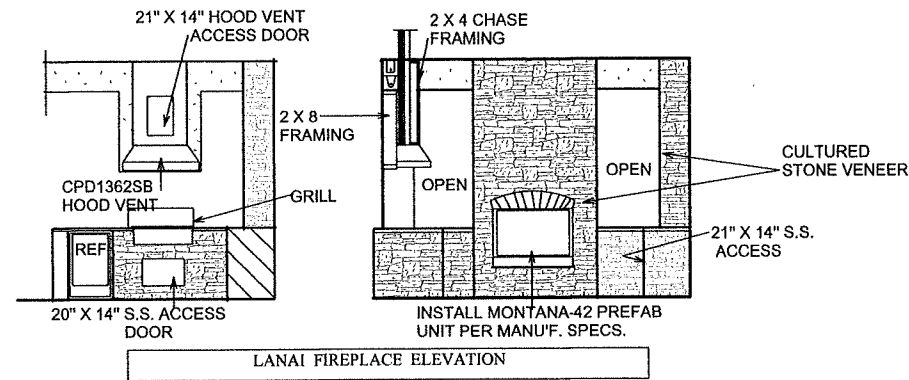 21" X 14" HOOD VENT
ACCESS DOOR
2 X 4 CHASE
FRAMING
2 X 8
FRAMING
CPD1362SB
HOOD VENT
GRILL
REF
20" X 14" S.S. ACCESS
DOOR
OPEN
OPEN
CULTURED
STONE VENEER
21" X 14" S.S.
ACCESS
INSTALL MONTANA-42 PREFAB
UNIT PER MANU'F. SPECS.
LANAI FIREPLACE ELEVATION